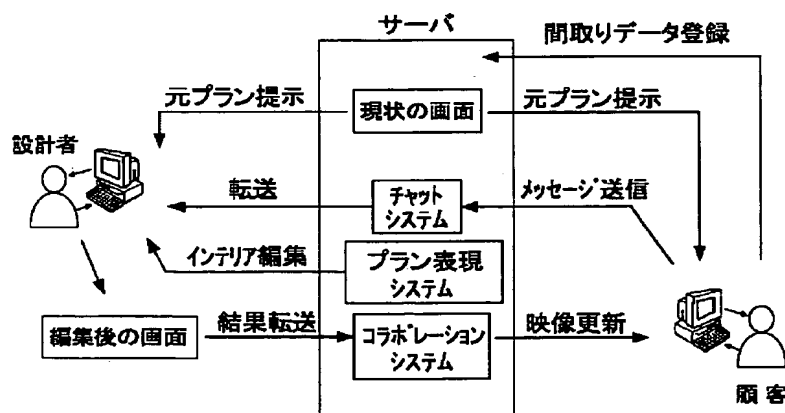 サーバ
間取りデータ登録
元プラン提示
現状の画面
元プラン提示
設計者
転送
チャット
システム
メッセージ送信
インテリア編集
プラン表現
システム
編集後の画面
結果転送
コラボレーション
システム
映像更新
顧客